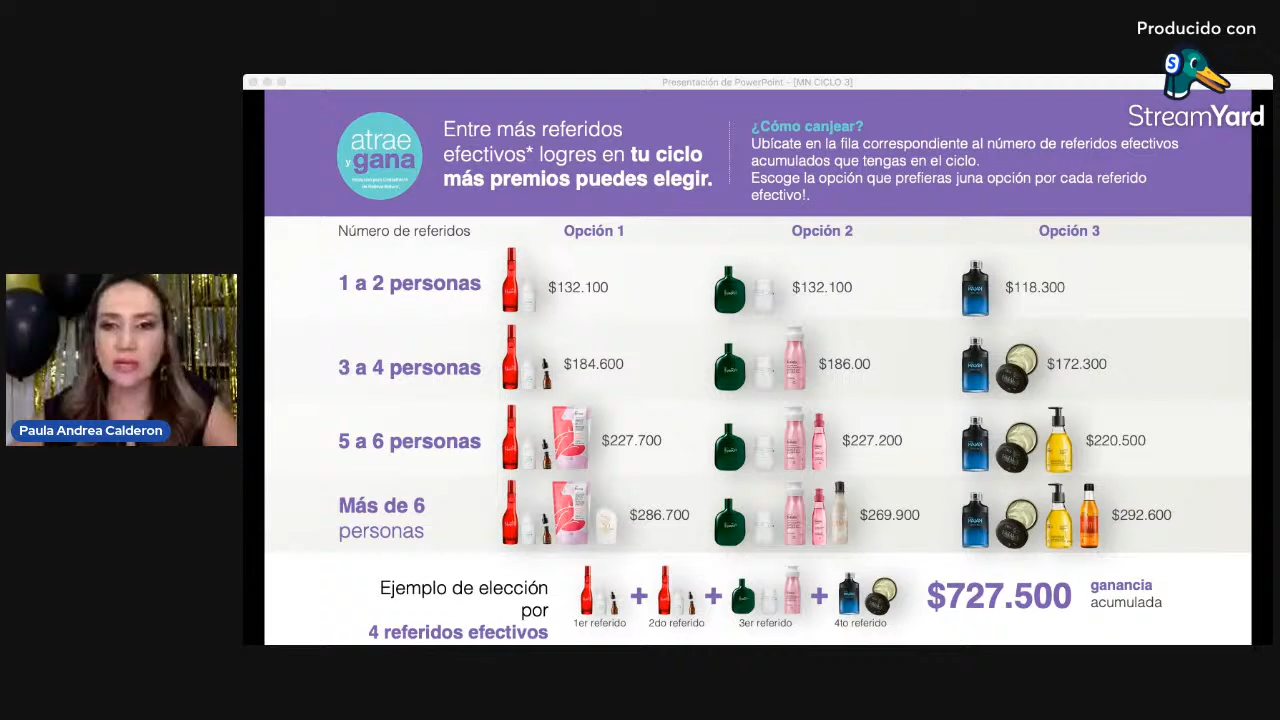 Producido con
StreamYard
Presentación de PowerPoint - [MN CICLO 3]
atrae
y gana
Entre más referidos
efectivos* logres en tu ciclo
más premios puedes elegir.
¿Cómo canjear?
Ubícate en la fila correspondiente al número de referidos efectivos
acumulados que tengas en el ciclo.
Escoge la opción que prefieras ¡una opción por cada referido
efectivo!.
Número de referidos
Opción 1
Opción 2
Opción 3
1 a 2 personas
$132.100
$132.100
$118.300
3 a 4 personas
$184.600
$186.00
$172.300
5 a 6 personas
$227.700
$227.200
$220.500
Más de 6
personas
$286.700
$269.900
$292.600
Ejemplo de elección
por
4 referidos efectivos
1er referido
2do referido
3er referido
4to referido
$727.500
ganancia
acumulada
Paula Andrea Calderon